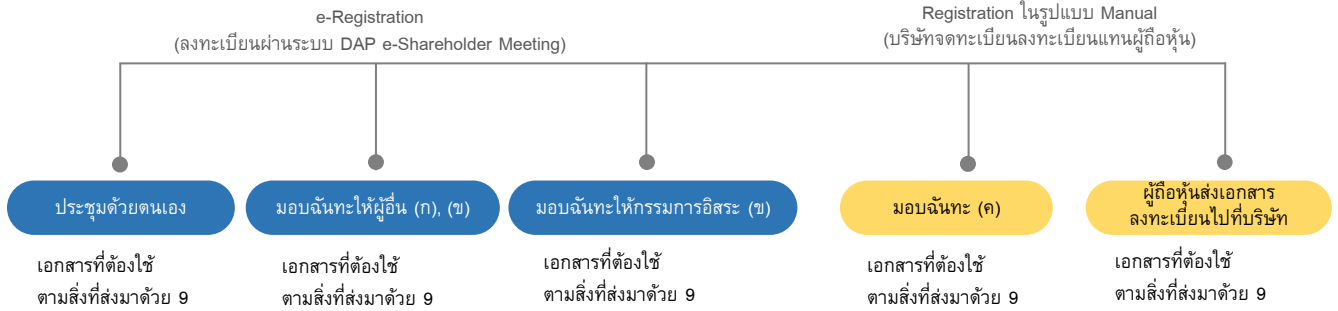 e-Registration
(ลงทะเบียนผ่านระบบ DAP e-Shareholder Meeting)
Registration ในรูปแบบ Manual
(บริษัทจดทะเบียนลงทะเบียนแทนผู้ถือหุ้น)
ประชุมด้วยตนเอง
มอบฉันทะให้ผู้อื่น (ก), (ข)
มอบฉันทะให้กรรมการอิสระ (ข)
มอบฉันทะ (ค)
ผู้ถือหุ้นส่งเอกสาร
ลงทะเบียนไปที่บริษัท
เอกสารที่ต้องใช้
ตามสิ่งที่ส่งมาด้วย 9
เอกสารที่ต้องใช้
ตามสิ่งที่ส่งมาด้วย 9
เอกสารที่ต้องใช้
ตามสิ่งที่ส่งมาด้วย 9
เอกสารที่ต้องใช้
ตามสิ่งที่ส่งมาด้วย 9
เอกสารที่ต้องใช้
ตามสิ่งที่ส่งมาด้วย 9